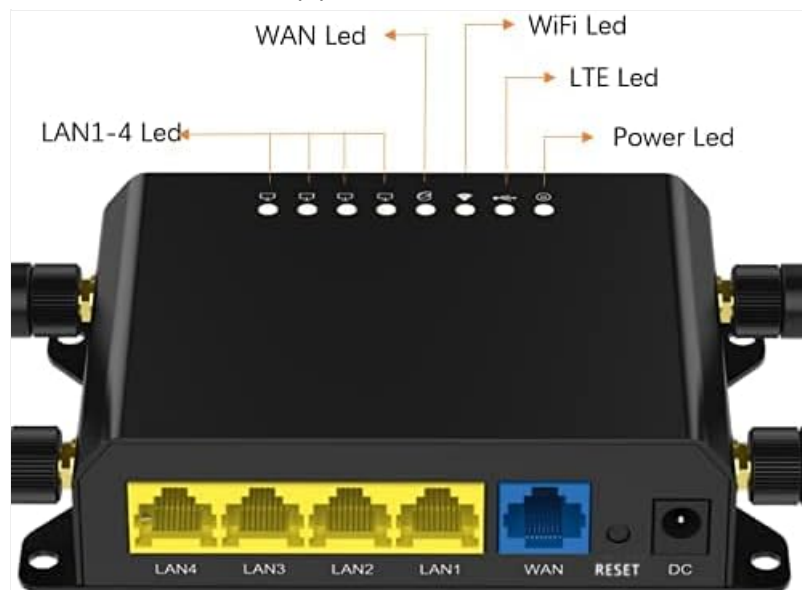 WAN Led
WiFi Led
LTE Led
LAN1-4 Led
Power Led
LAN4 LAN3 LAN2 LAN1 WAN RESET DC